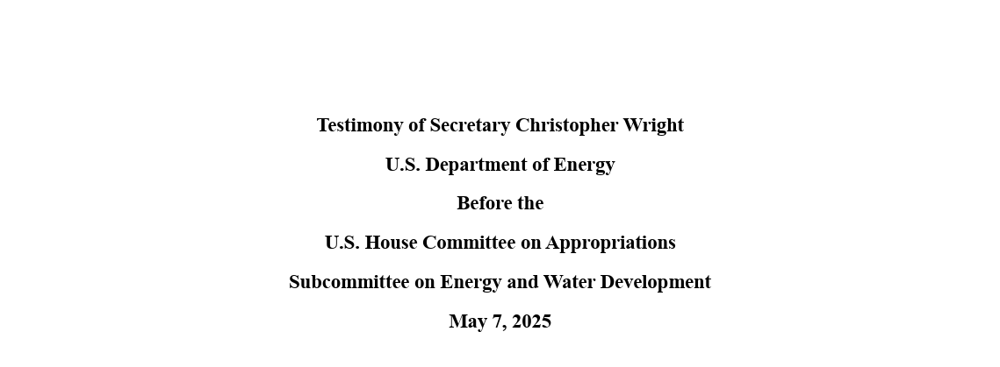 Testimony of Secretary Christopher Wright
U.S. Department of Energy
Before the
U.S. House Committee on Appropriations
Subcommittee on Energy and Water Development
May 7, 2025